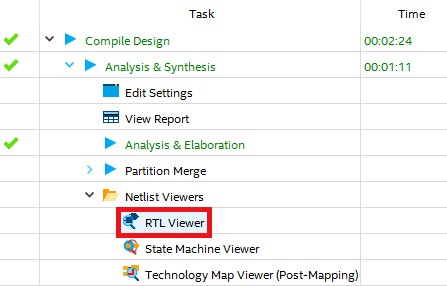 Task Time
Compile Design 00:02:24
Analysis & Synthesis 00:01:11
Edit Settings
View Report
Analysis & Elaboration
Partition Merge
Netlist Viewers
RTL Viewer
State Machine Viewer
Technology Map Viewer (Post-Mapping)